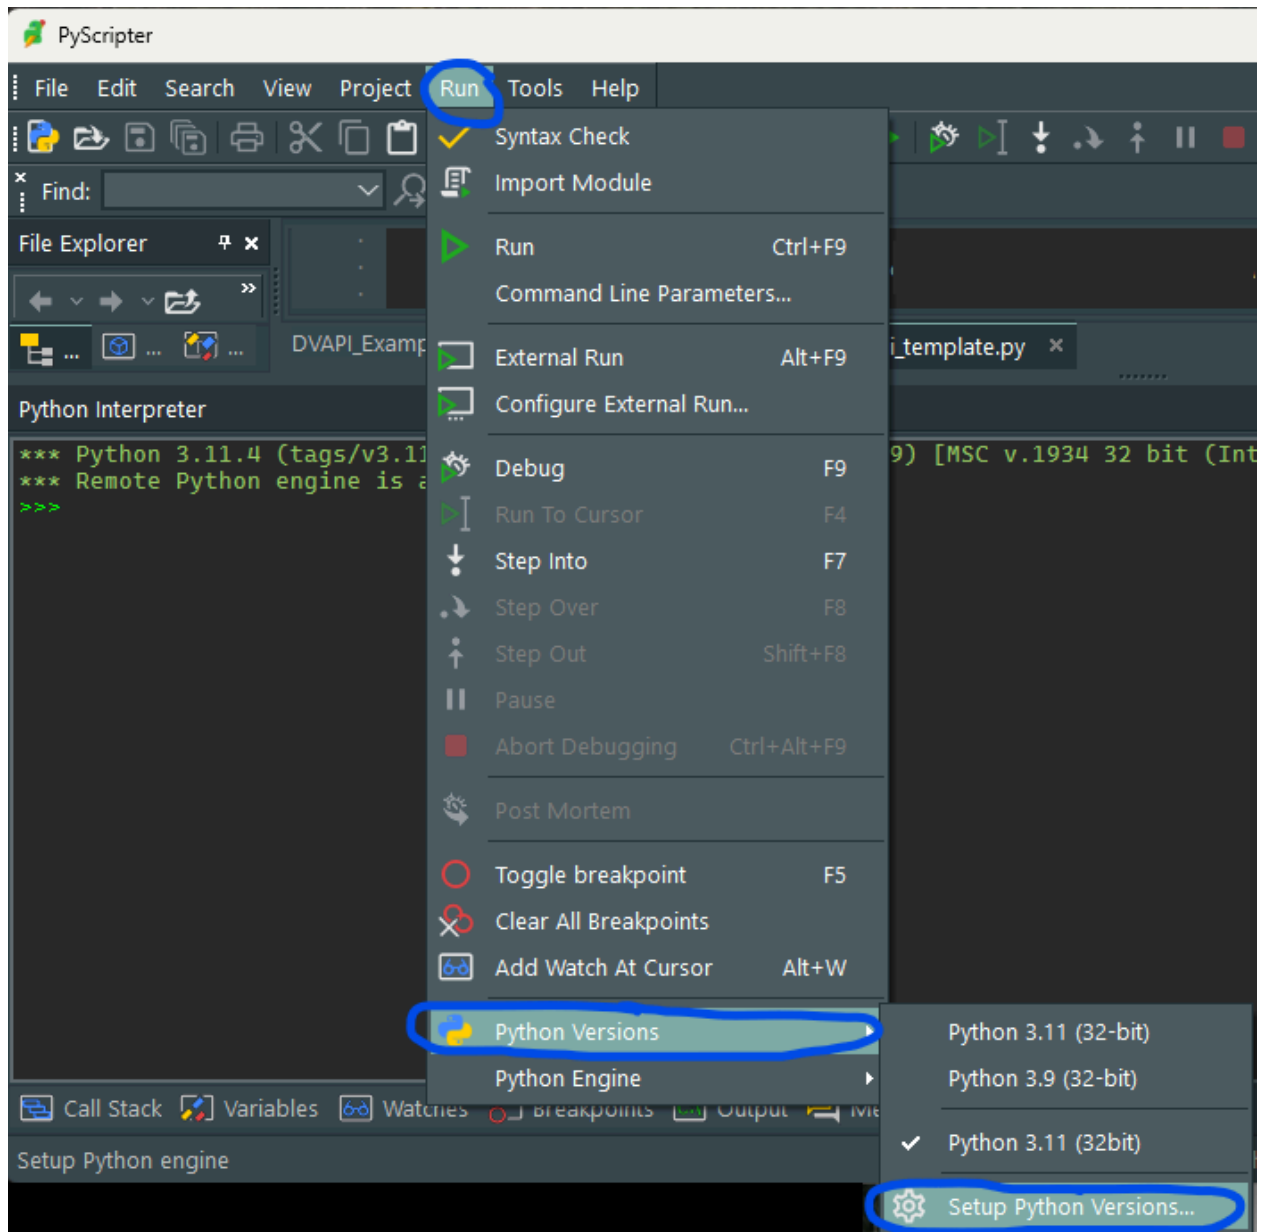 PyScripter
File Edit Search View Project Run Tools Help
Find:
File Explorer
DVAPI_Examp
i_template.py
Python Interpreter
*** Python 3.11.4 (tags/v3.11 9) [MSC v.1934 32 bit (Int
*** Remote Python engine is a
>>>
Syntax Check
Import Module
Run Ctrl+F9
Command Line Parameters...
External Run Alt+F9
Configure External Run...
Debug F9
Run To Cursor F4
Step Into F7
Step Over F8
Step Out Shift+F8
Pause
Abort Debugging Ctrl+Alt+F9
Post Mortem
Toggle breakpoint F5
Clear All Breakpoints
Add Watch At Cursor Alt+W
Python Versions
Python Engine
Python 3.11 (32-bit)
Python 3.9 (32-bit)
Python 3.11 (32bit)
Setup Python Versions...
Call Stack Variables Watches Breakpoints Output Me
Setup Python engine